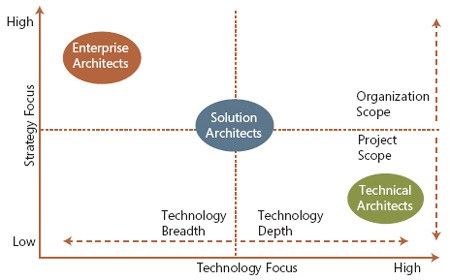 High
Enterprise
Architects
Strategy Focus
Solution
Architects
Organization
Scope
Project
Scope
Technical
Architects
Technology
Breadth
Technology
Depth
Low
Technology Focus
High